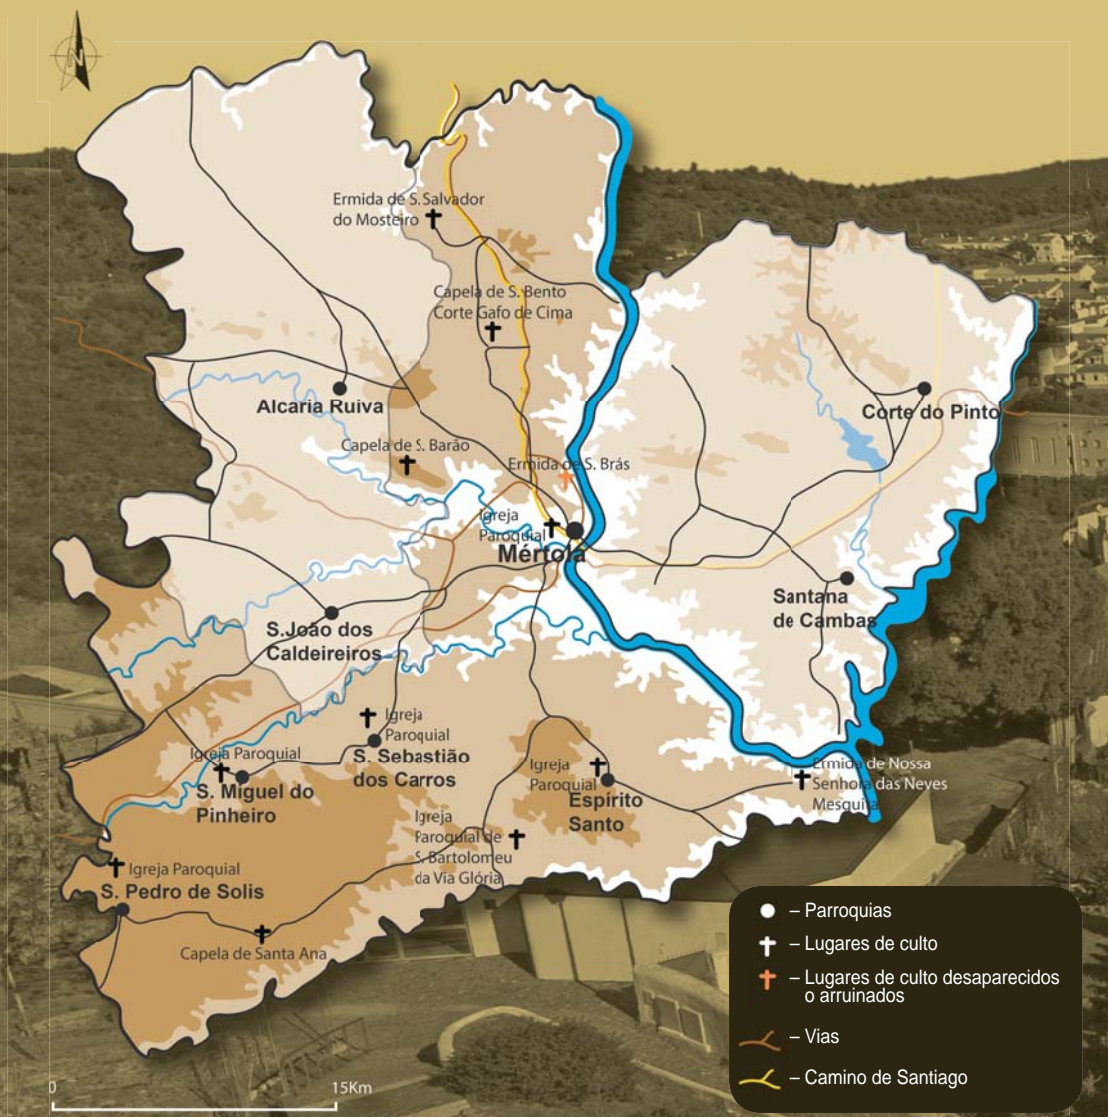 N
Ermida de S. Salvador
do Mosteiro
Capela de S. Bento
Corte Gafo de Cima
Alcaria Ruiva
Corte do Pinto
Capela de S. Barão
Ermida de S. Brás
Igreja
Paroquial
Mértola
Santana
de Cambas
S.João dos
Caldeireiros
Igreja
Paroquial
S. Sebastião
dos Carros
Igreja Paroquial
S. Miguel do
Pinheiro
Igreja
Paroquial
Espírito
Santo
Ermida de Nossa
Senhora das Neves
Mesquita
Igreja
Paroquial de
S. Bartolomeu
da Via Glória
Igreja Paroquial
S. Pedro de Solis
Capela de Santa Ana
– Parroquias
– Lugares de culto
– Lugares de culto desaparecidos
o arruinados
– Vias
– Camino de Santiago
0 15Km